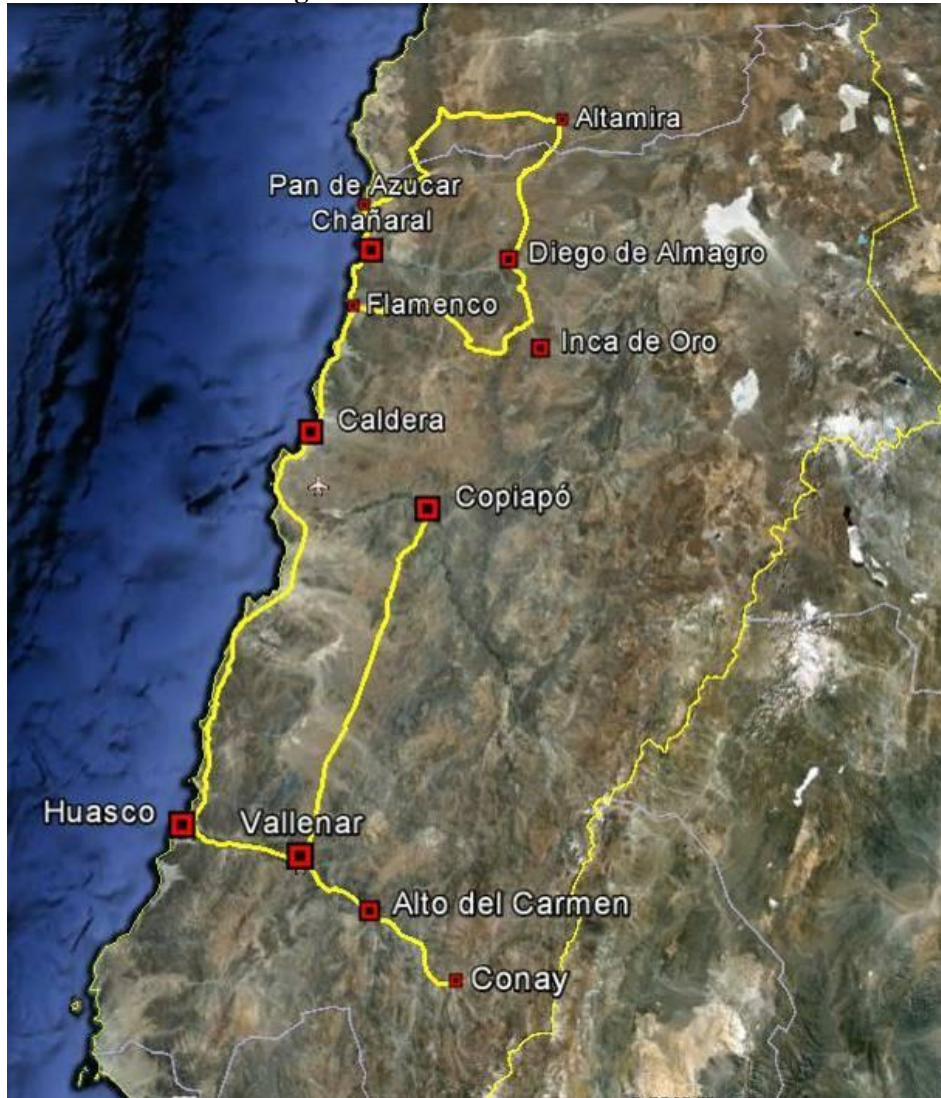 Altamira
Pan de Azucar
Chañaral
Diego de Almagro
Flamenco
Inca de Oro
Caldera
Copiapó
Huasco
Vallenar
Alto del Carmen
Conay